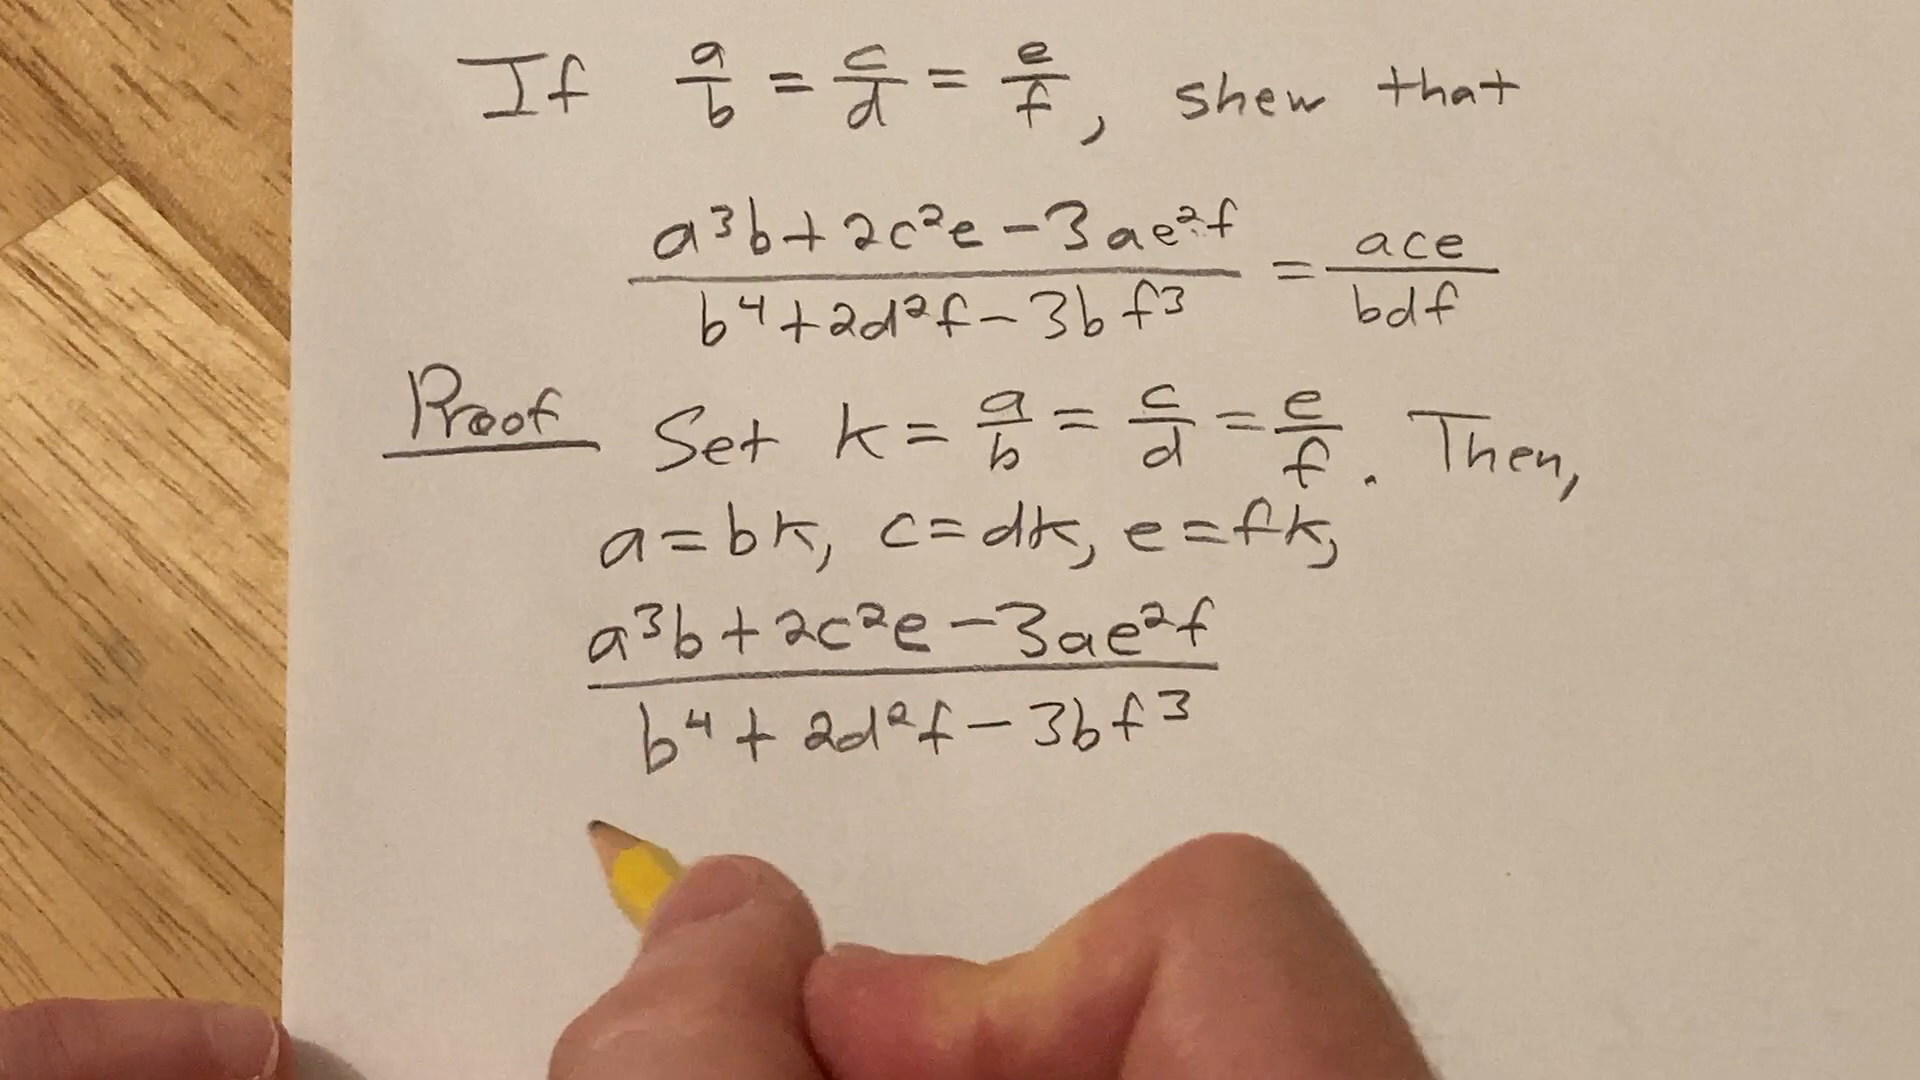 If a/b = c/d = e/f, shew that
(a³b + 2c²e − 3ae²f)/(b⁴ + 2d²f − 3bf³) = ace/bdf
Proof Set k = a/b = c/d = e/f. Then,
a = bk, c = dk, e = fk,
(a³b + 2c²e − 3ae²f)/(b⁴ + 2d²f − 3bf³)